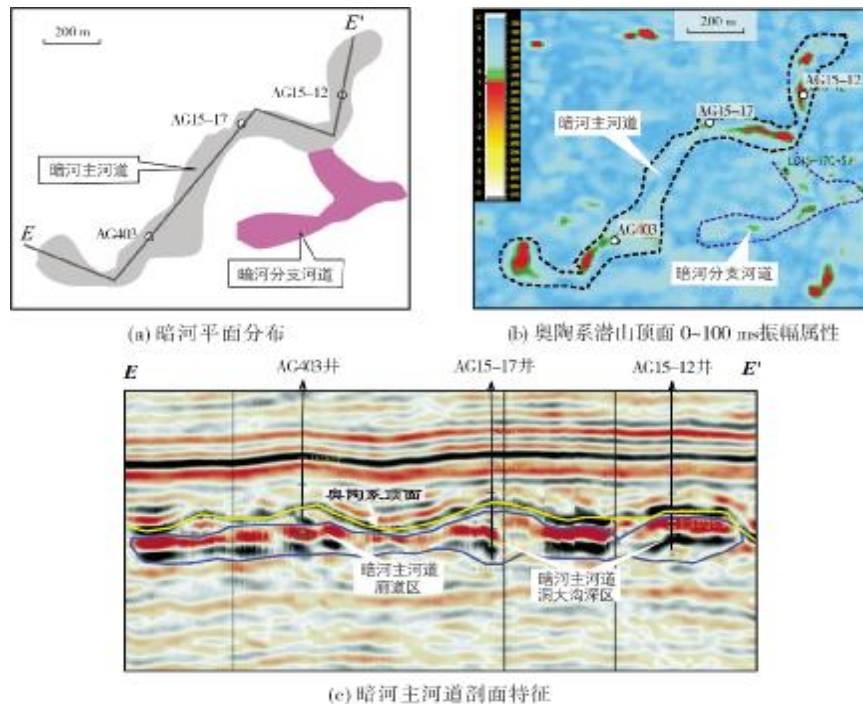 E'
200 m
AG15-12
AG15-17
暗河主河道
E
AG403
暗河分支河道
(a) 暗河平面分布
200 m
AG15-12
AG15-17
暗河主河道
AG403
暗河分支河道
(b) 奥陶系潜山顶面 0~100 ms振幅属性
E
AG403井
AG15-17井
AG15-12井
E'
奥陶系顶面
暗河主河道
廊道区
暗河主河道
洞大沟深区
(c) 暗河主河道剖面特征